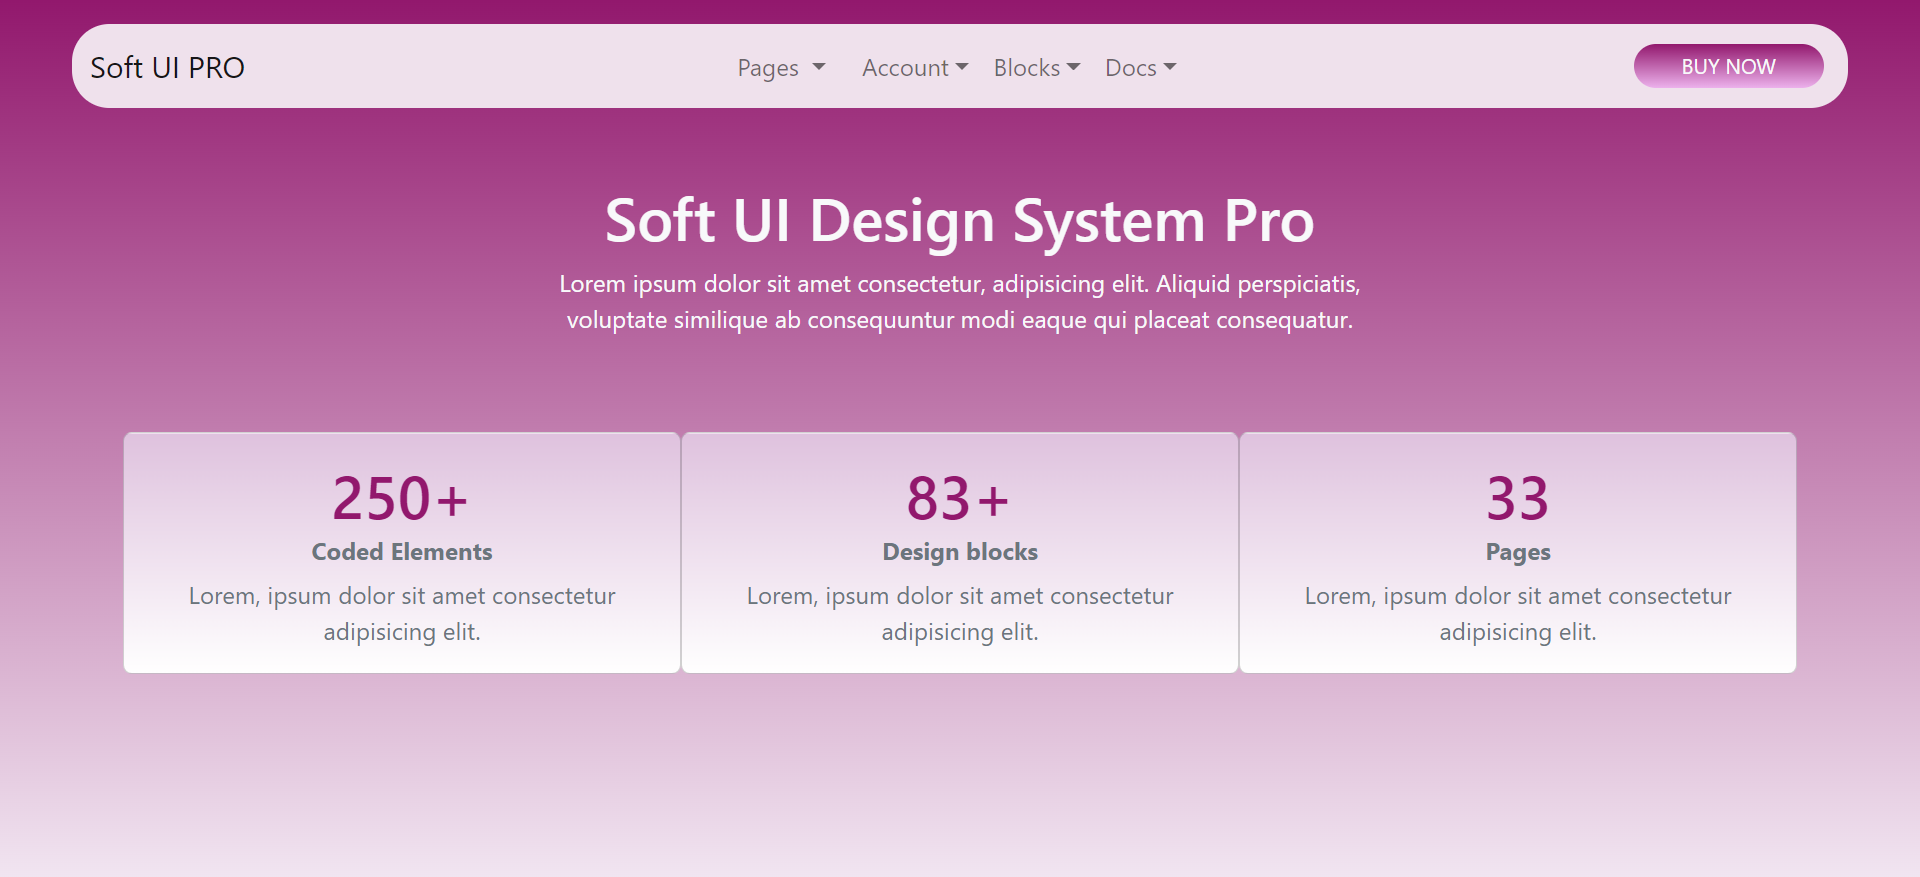 Soft UI PRO
Pages
Account
Blocks
Docs
BUY NOW
Soft UI Design System Pro
Lorem ipsum dolor sit amet consectetur, adipisicing elit. Aliquid perspiciatis,
voluptate similique ab consequuntur modi eaque qui placeat consequatur.
250+
Coded Elements
Lorem, ipsum dolor sit amet consectetur
adipisicing elit.
83+
Design blocks
Lorem, ipsum dolor sit amet consectetur
adipisicing elit.
33
Pages
Lorem, ipsum dolor sit amet consectetur
adipisicing elit.